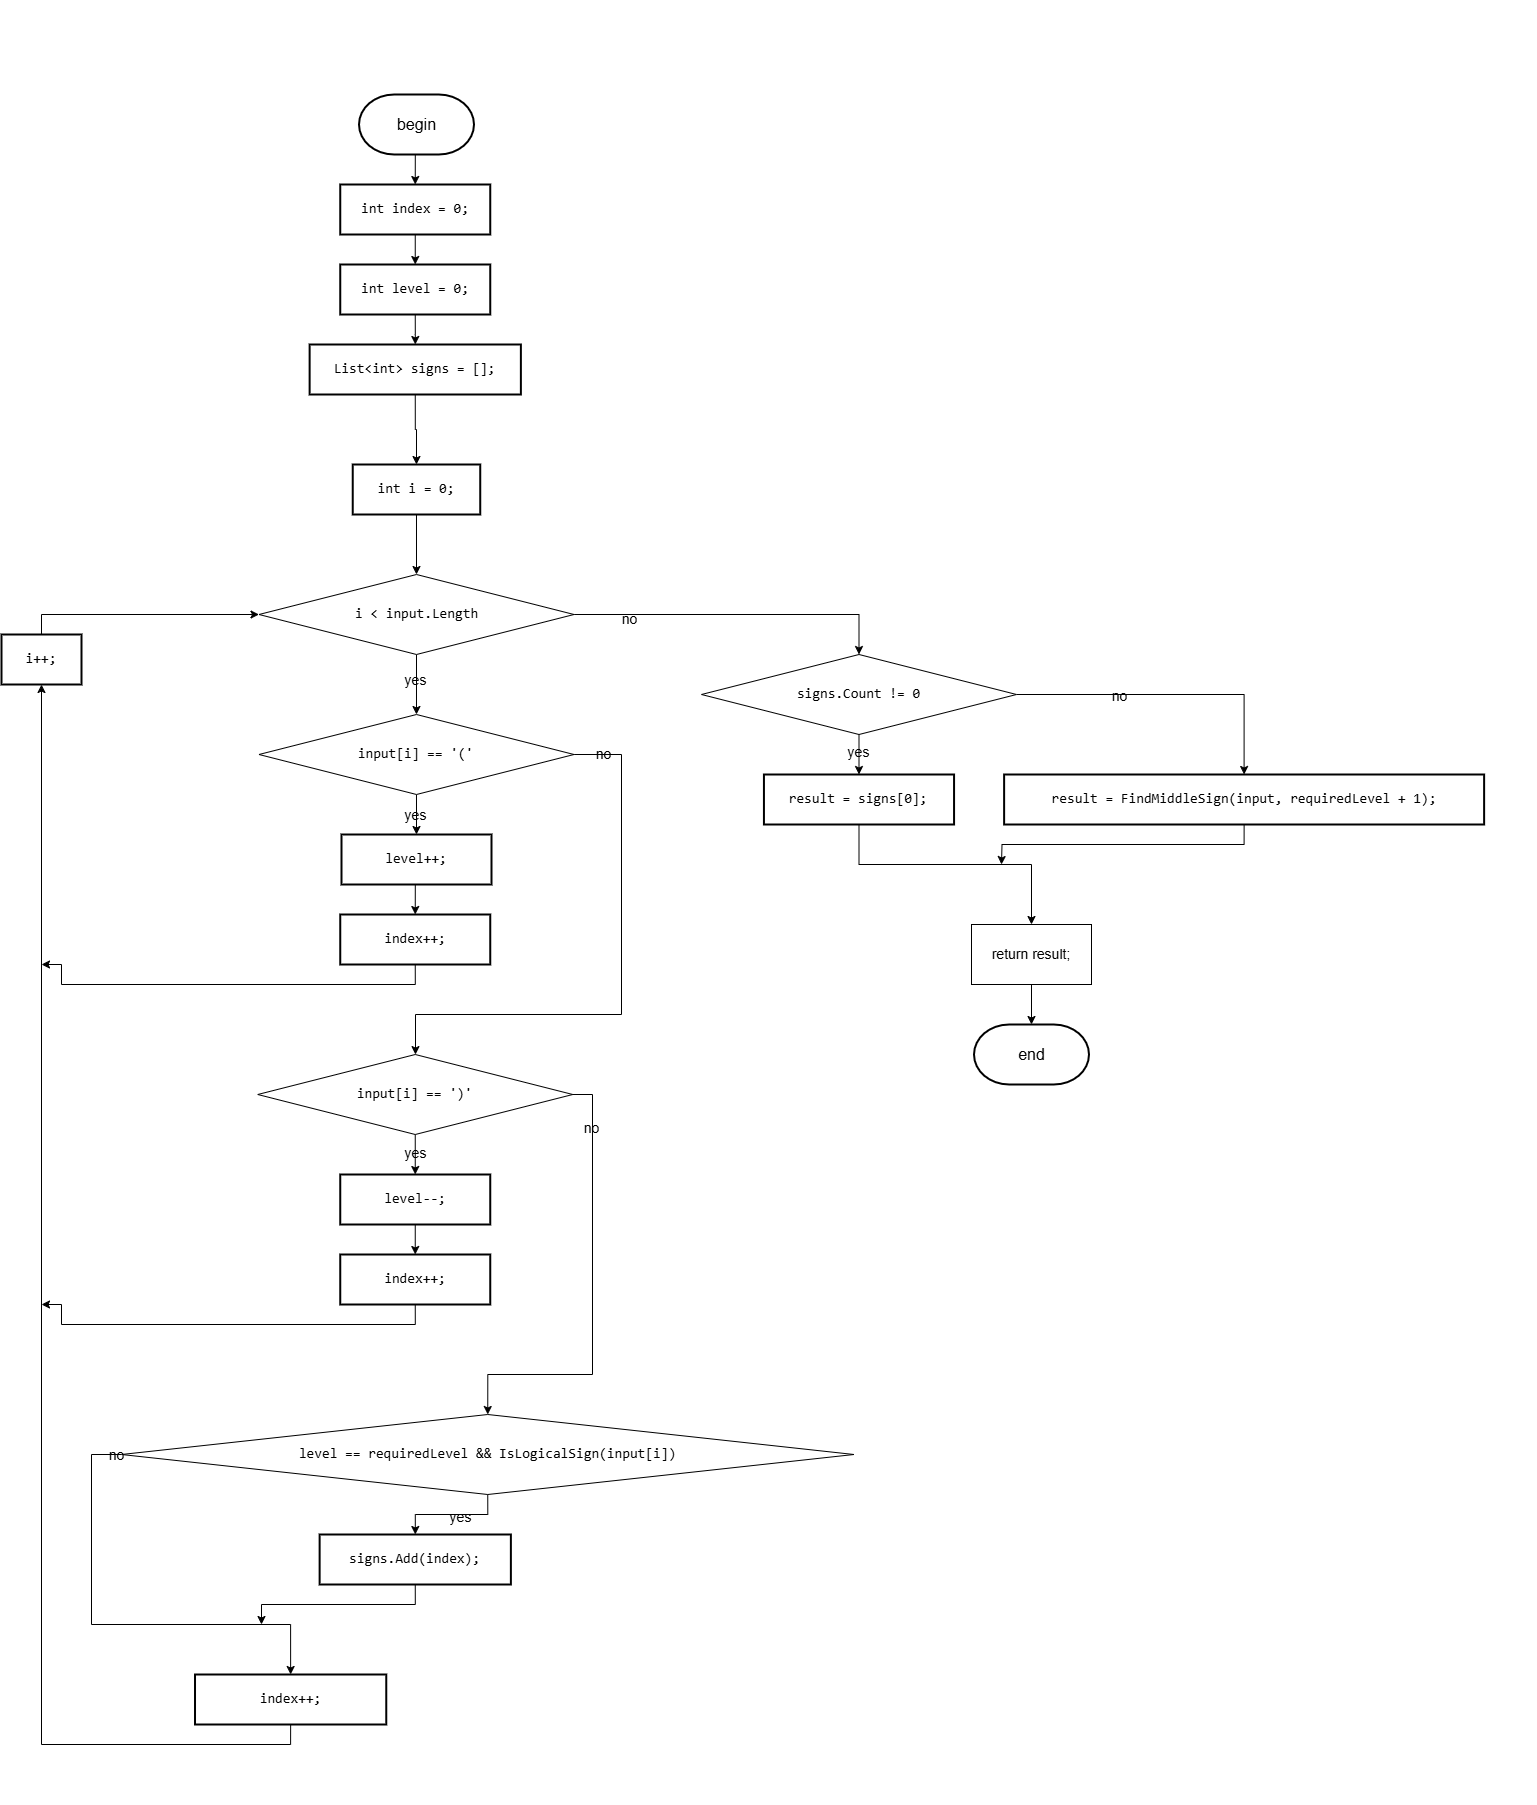 begin
int index = 0;
int level = 0;
List<int> signs = [];
int i = 0;
i < input.Length
no
i++;
yes
signs.Count != 0
no
input[i] == '('
no
yes
result = signs[0];
result = FindMiddleSign(input, requiredLevel + 1);
yes
level++;
index++;
return result;
end
input[i] == ')'
no
yes
level--;
index++;
no
level == requiredLevel && IsLogicalSign(input[i])
yes
signs.Add(index);
index++;